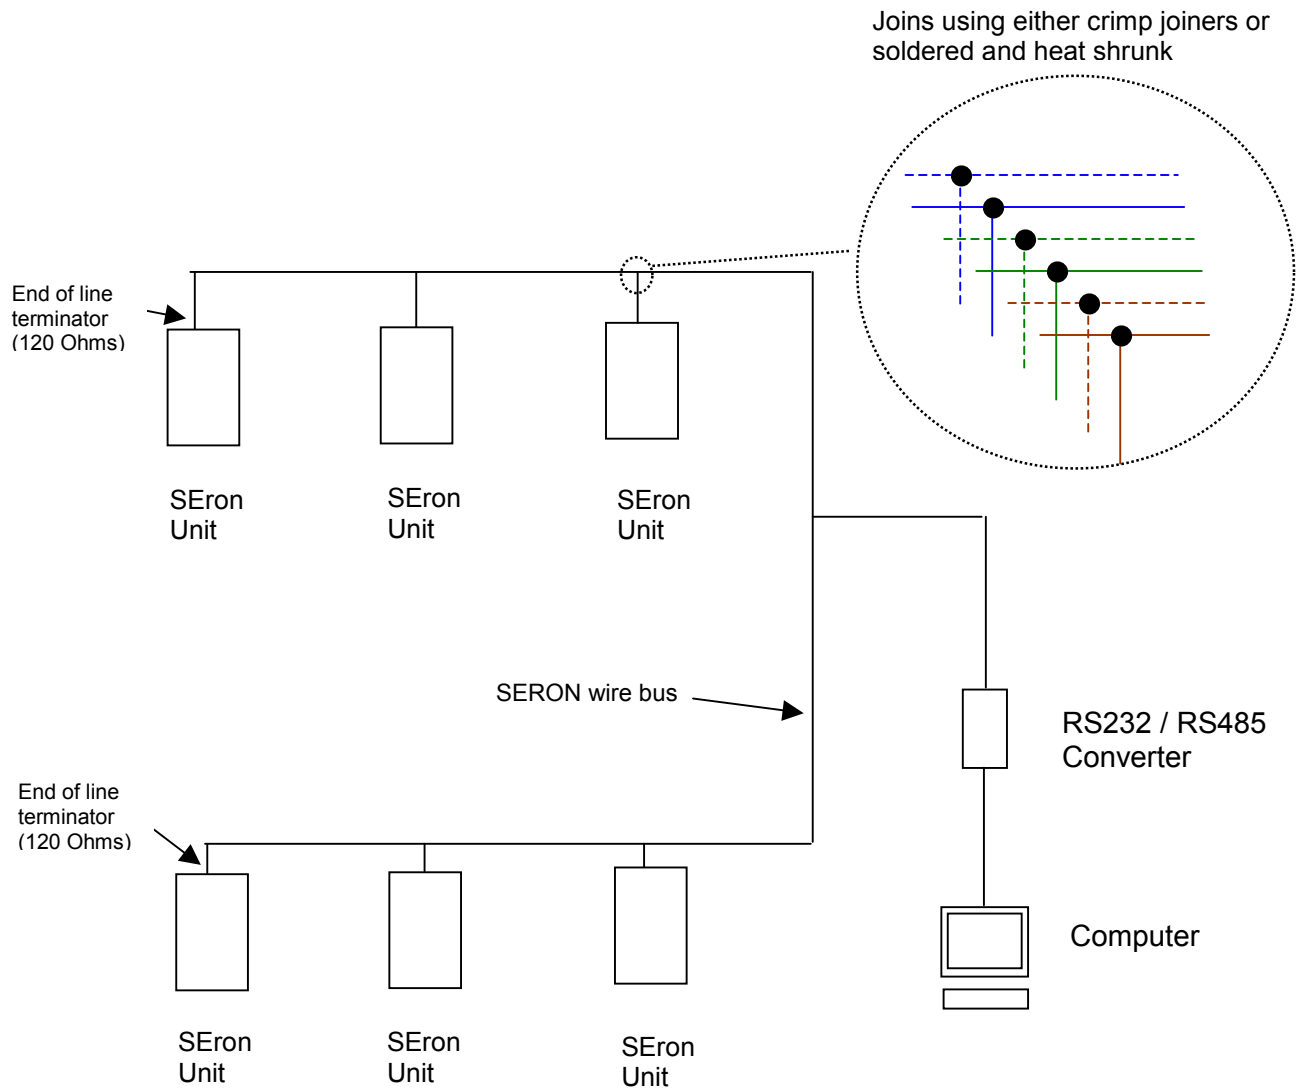 Joins using either crimp joiners or
soldered and heat shrunk
End of line
terminator
(120 Ohms)
SEron
Unit
SEron
Unit
SEron
Unit
SERON wire bus
RS232 / RS485
Converter
End of line
terminator
(120 Ohms)
Computer
SEron
Unit
SEron
Unit
SEron
Unit